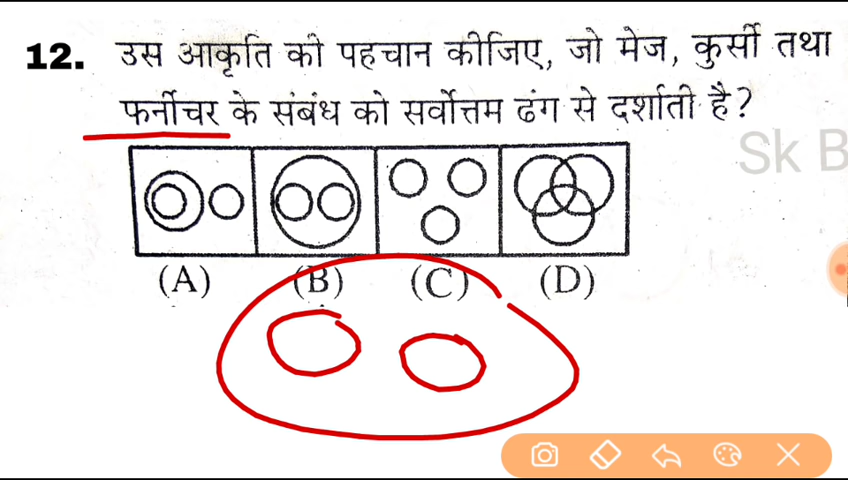 12. उस आकृति को पहचान कीजिए, जो मेज, कुर्सी तथा
फर्नीचर के संबंध को सर्वोत्तम ढंग से दर्शाती है?
Sk B
(A) (B) (C) (D)